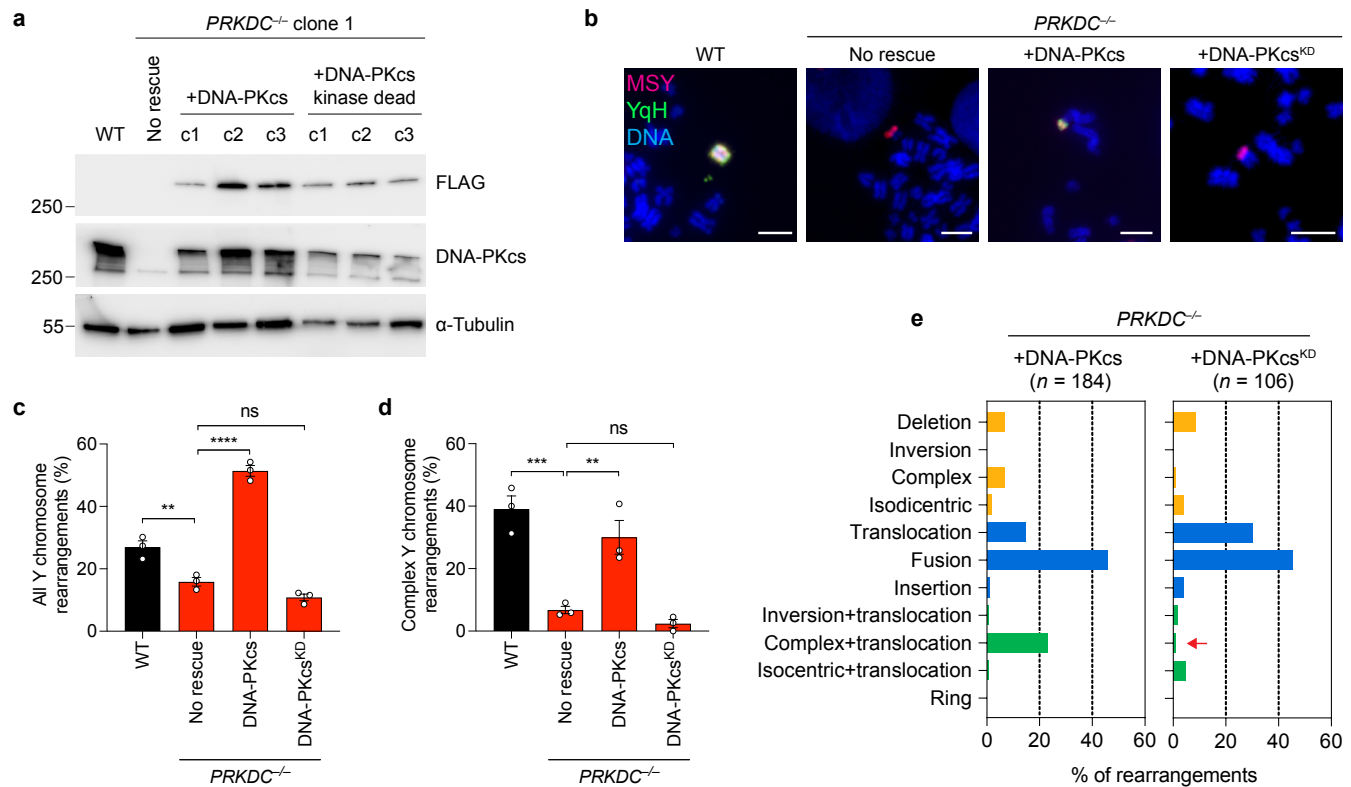 a
PRKDC–/– clone 1
WT
No rescue
+DNA-PKcs
+DNA-PKcs
kinase dead
c1 c2 c3 c1 c2 c3
250
FLAG
250
DNA-PKcs
55
α-Tubulin
b
PRKDC–/–
WT
No rescue
+DNA-PKcs
+DNA-PKcsKD
MSY
YqH
DNA
c
All Y chromosome
rearrangements (%)
60
40
20
0
**
****
ns
WT
No rescue
DNA-PKcs
DNA-PKcsKD
PRKDC–/–
d
Complex Y chromosome
rearrangements (%)
60
40
20
0
***
**
ns
WT
No rescue
DNA-PKcs
DNA-PKcsKD
PRKDC–/–
e
PRKDC–/–
+DNA-PKcs
(n = 184)
+DNA-PKcsKD
(n = 106)
Deletion
Inversion
Complex
Isodicentric
Translocation
Fusion
Insertion
Inversion+translocation
Complex+translocation
Isocentric+translocation
Ring
0 20 40 60 0 20 40 60
% of rearrangements